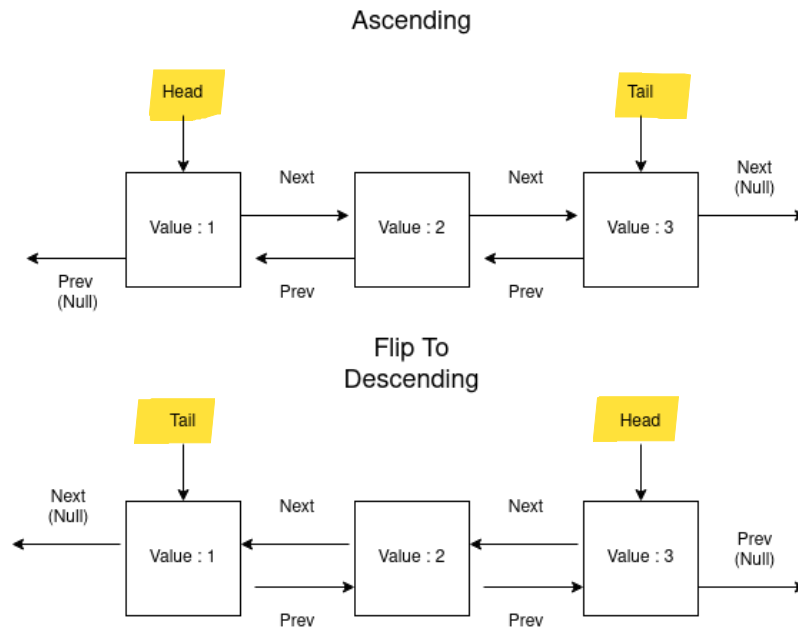 Ascending
Head
Tail
Next
Next
Next
(Null)
Value : 1
Value : 2
Value : 3
Prev
(Null)
Prev
Prev
Flip To
Descending
Tail
Head
Next
(Null)
Next
Next
Prev
(Null)
Value : 1
Value : 2
Value : 3
Prev
Prev